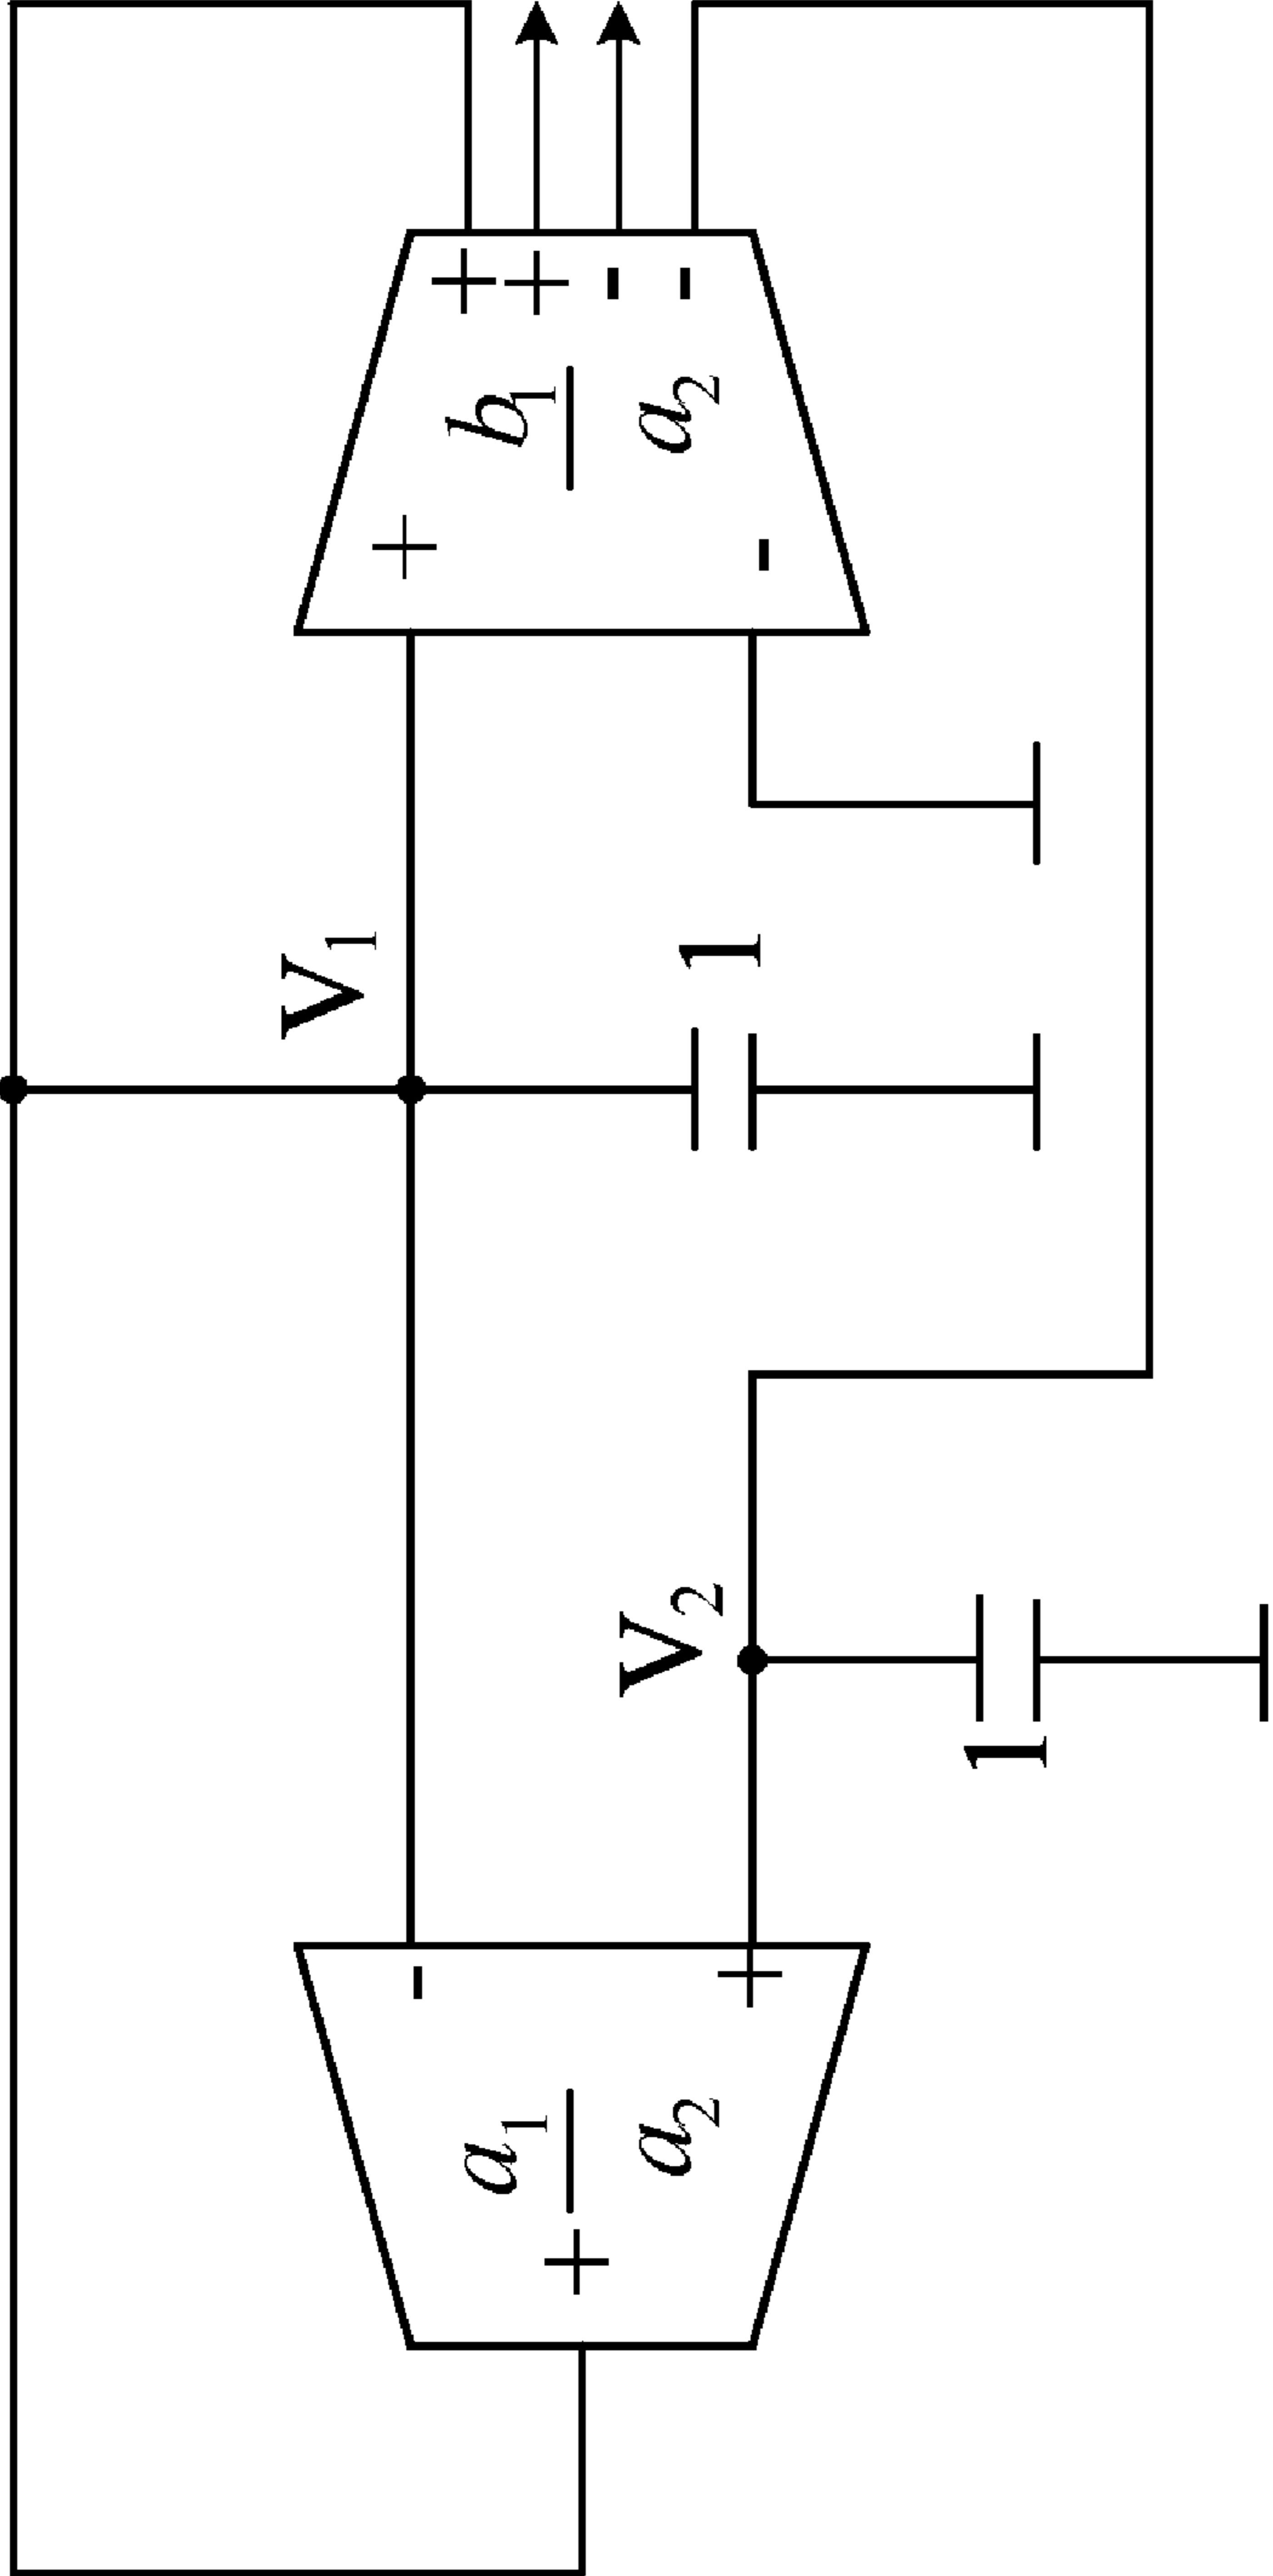 V₁
V₂
1
1
a₁
a₂
b₁
a₂
-
+
+
+
-
+
+
-
-